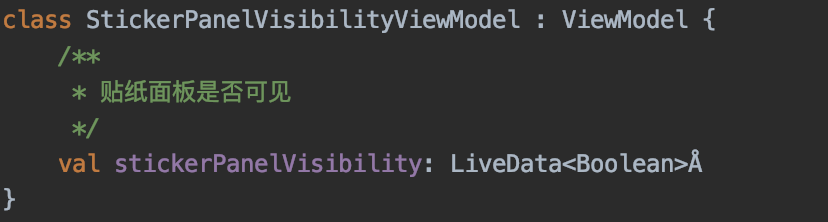 class StickerPanelVisibilityViewModel : ViewModel {
/**
* 贴纸面板是否可见
*/
val stickerPanelVisibility: LiveData<Boolean>Å
}